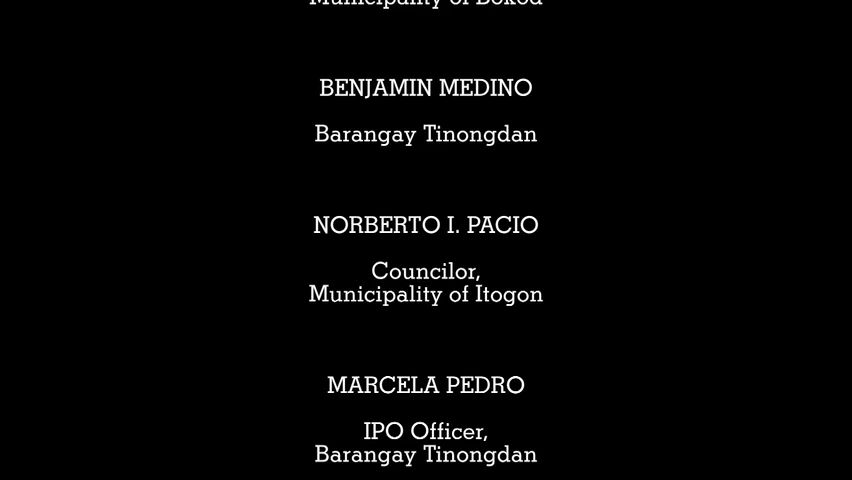 Municipality of Bokod
BENJAMIN MEDINO
Barangay Tinongdan
NORBERTO I. PACIO
Councilor,
Municipality of Itogon
MARCELA PEDRO
IPO Officer,
Barangay Tinongdan